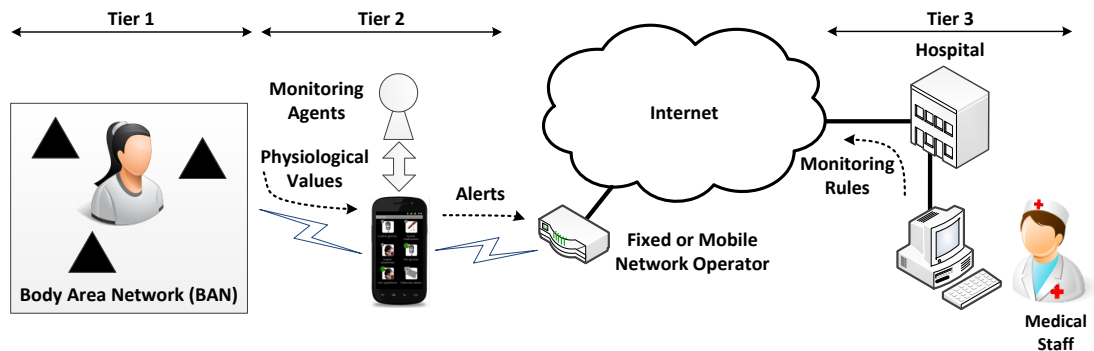 Tier 1
Tier 2
Tier 3
Hospital
Monitoring
Agents
Internet
Physiological
Values
Monitoring
Rules
Alerts
Fixed or Mobile
Network Operator
Body Area Network (BAN)
Medical
Staff